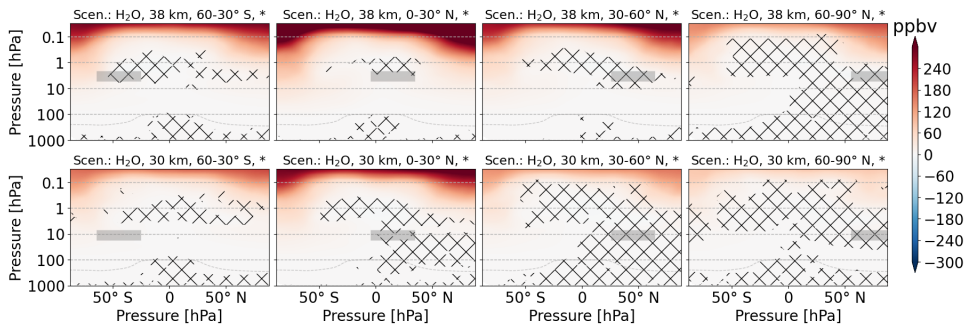 Scen.: H₂O, 38 km, 60-30° S, *
Scen.: H₂O, 38 km, 0-30° N, *
Scen.: H₂O, 38 km, 30-60° N, *
Scen.: H₂O, 38 km, 60-90° N, *
ppbv
Pressure [hPa]
0.1
1
10
100
1000
Scen.: H₂O, 30 km, 60-30° S, *
Scen.: H₂O, 30 km, 0-30° N, *
Scen.: H₂O, 30 km, 30-60° N, *
Scen.: H₂O, 30 km, 60-90° N, *
Pressure [hPa]
0.1
1
10
100
1000
50° S 0 50° N
50° S 0 50° N
50° S 0 50° N
50° S 0 50° N
Pressure [hPa]
Pressure [hPa]
Pressure [hPa]
Pressure [hPa]
240
180
120
60
0
−60
−120
−180
−240
−300